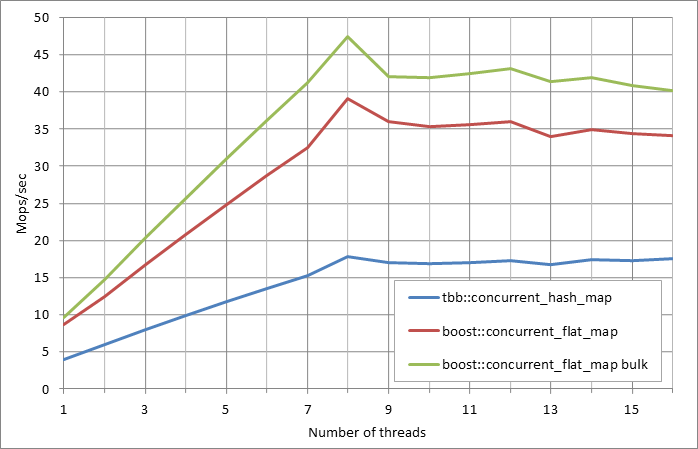 50
45
40
35
30
25
20
15
10
5
0
Mops/sec
1 3 5 7 9 11 13 15
Number of threads
tbb::concurrent_hash_map
boost::concurrent_flat_map
boost::concurrent_flat_map bulk